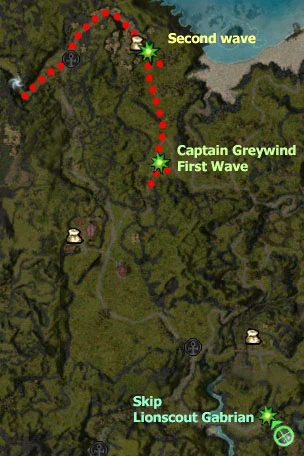 Second wave
Captain Greywind
First Wave
Skip
Lionscout Gabrian